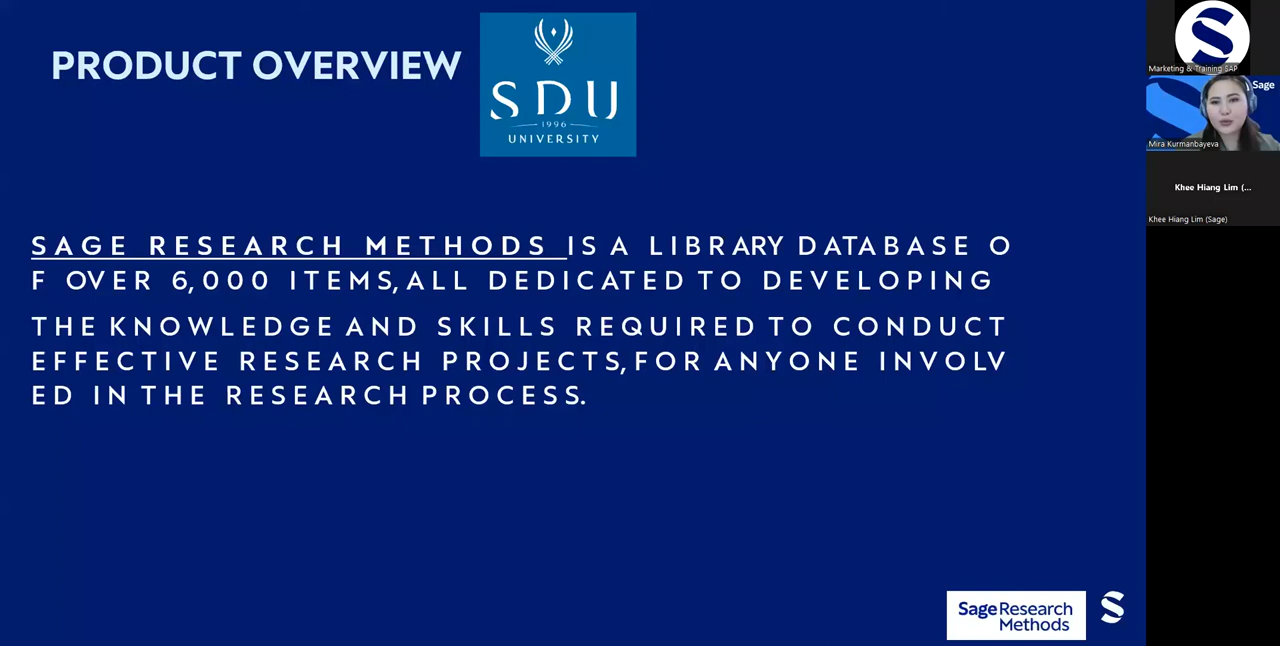 PRODUCT OVERVIEW
SDU
1996
UNIVERSITY
SAGE RESEARCH METHODS IS A LIBRARY DATABASE O
F OVER 6,000 ITEMS, ALL DEDICATED TO DEVELOPING
THE KNOWLEDGE AND SKILLS REQUIRED TO CONDUCT
EFFECTIVE RESEARCH PROJECTS, FOR ANYONE INVOLV
ED IN THE RESEARCH PROCESS.
Sage Research
Methods
Marketing & Training SAP
Sage
Mira Kurmanbayeva
Khee Hiang Lim (...
Khee Hiang Lim (Sage)